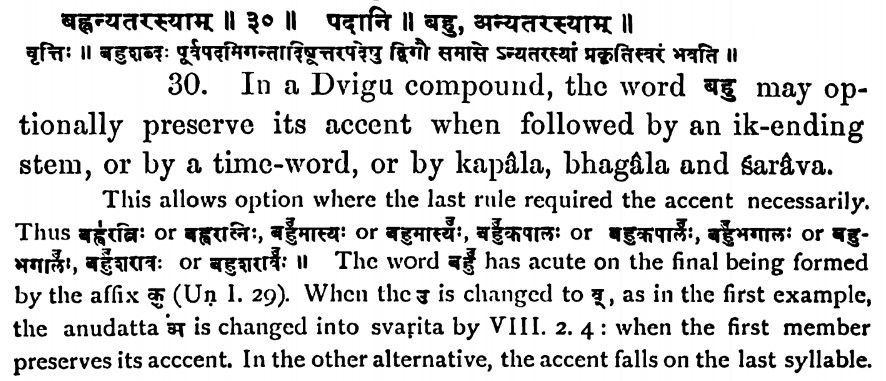 बह्वन्यतरस्याम् ॥ ३० ॥ पदानि ॥ बहु, अन्यतरस्याम् ॥
वृत्तिः ॥ बहुशब्दः पूर्वपदमिगन्तादिषूत्तरपदेषु द्विगौ समासे ऽन्यतरस्यां प्रकृतिस्वरं भवति ॥
30. In a Dvigu compound, the word बहु may op-
tionally preserve its accent when followed by an ik-ending
stem, or by a time-word, or by kapâla, bhagâla and śarâva.
This allows option where the last rule required the accent necessarily.
Thus बह्व॑रत्निः or बह्वरत्निः, बहुँमास्यः or बहुमास्यँः, बहुँकपालः or बहुकपालँः, बहुँभगालः or बहु-
भगालँः, बहुँशरावः or बहुशरावँः ॥ The word बहुँ has acute on the final being formed
by the affix कु (Uṇ I. 29). When the उ is changed to व्, as in the first example,
the anudatta अ is changed into svaṛita by VIII. 2. 4: when the first member
preserves its acccent. In the other alternative, the accent falls on the last syllable.